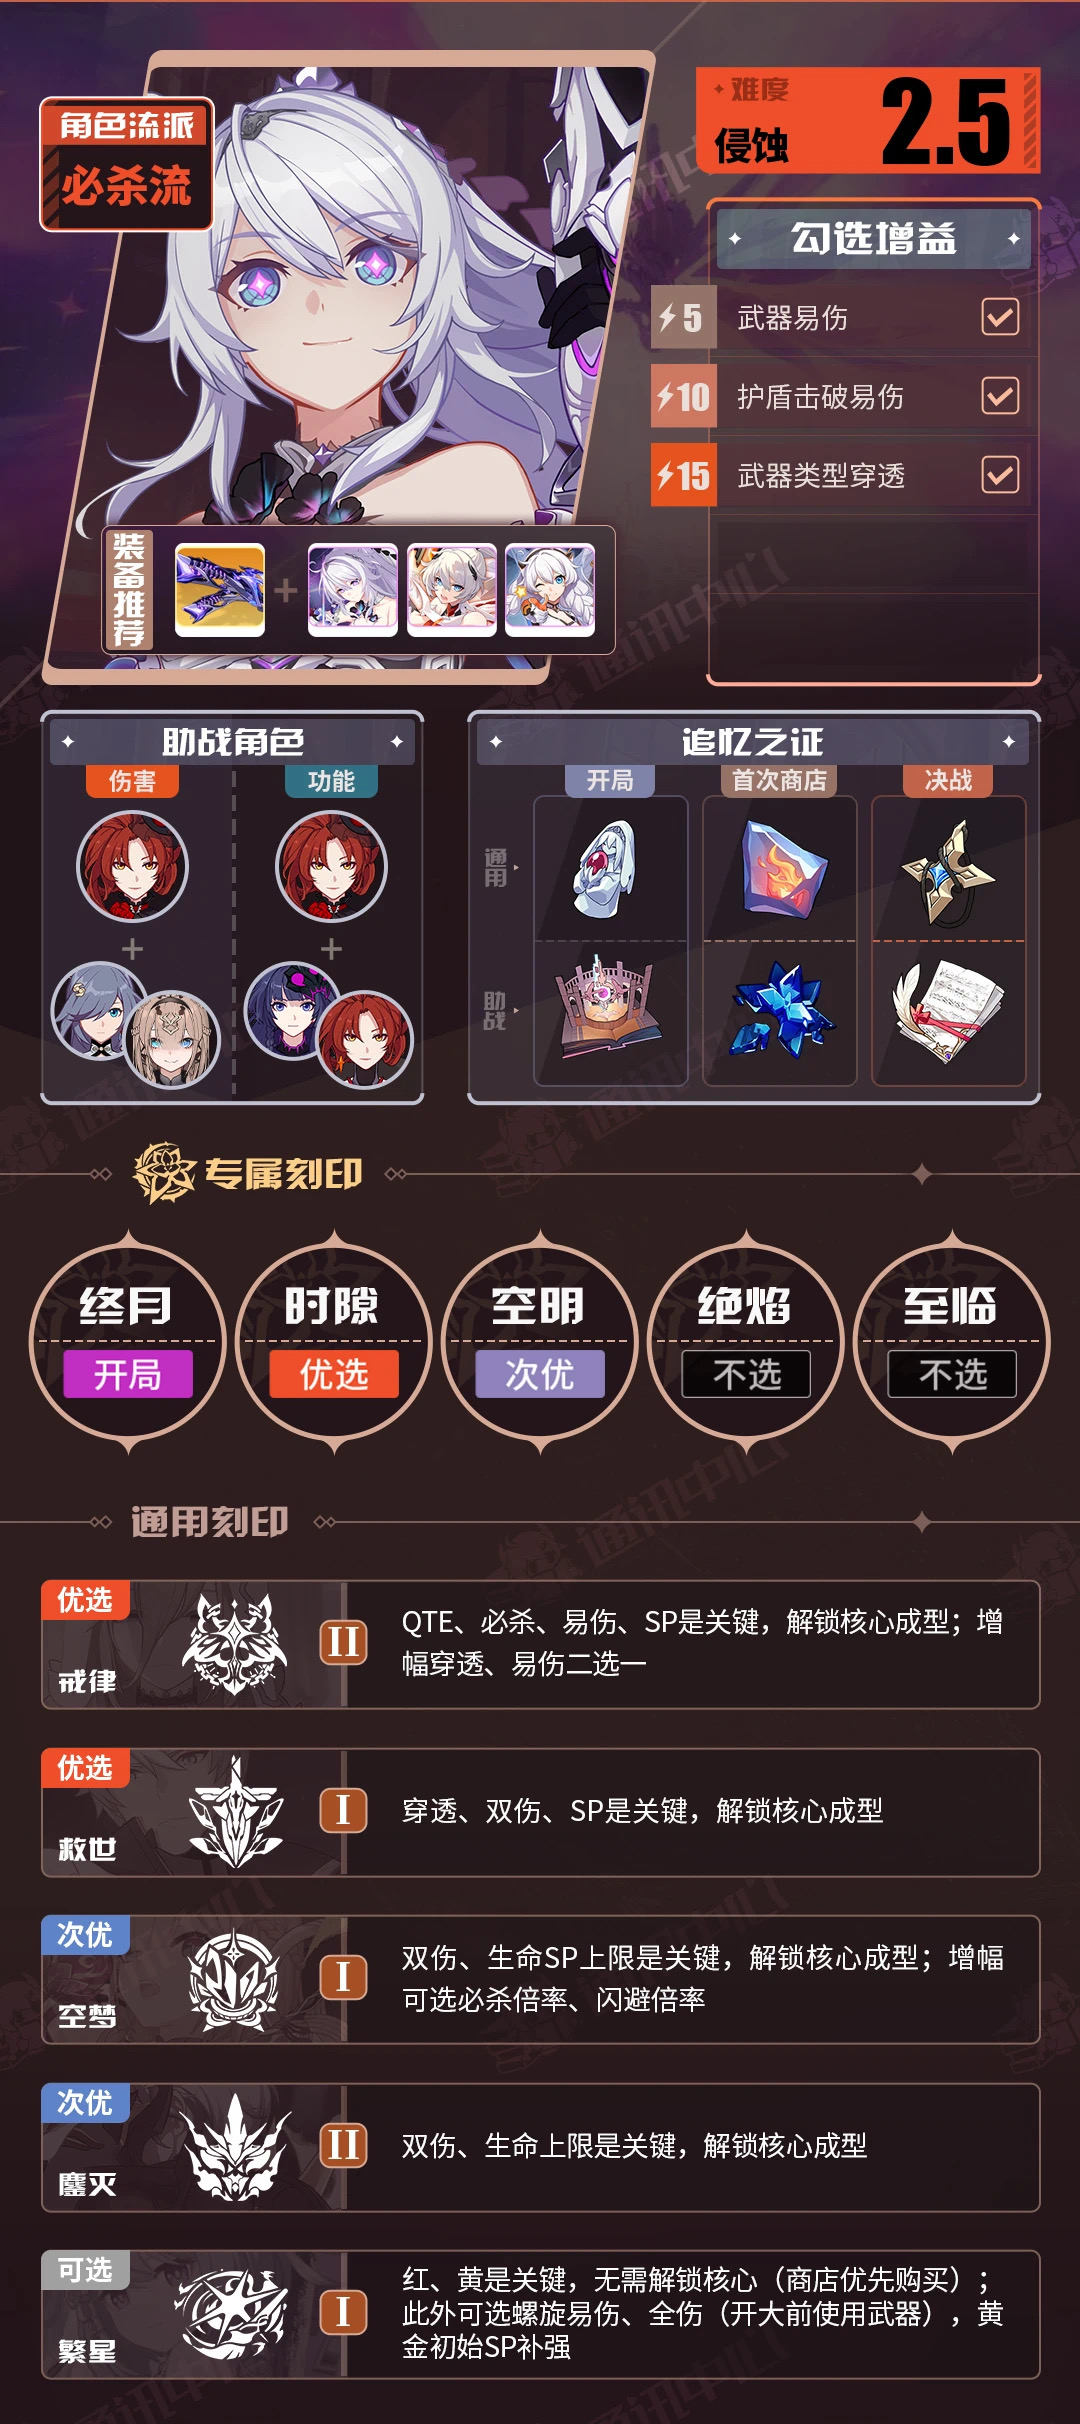 角色流派
必杀流
难度
侵蚀
2.5
勾选增益
5 武器易伤
10 护盾击破易伤
15 武器类型穿透
装备推荐
助战角色
伤害
功能
追忆之证
开局
首次商店
决战
通用
助战
专属刻印
终月
开局
时隙
优选
空明
次优
绝焰
不选
至临
不选
通用刻印
优选
戒律
II
QTE、必杀、易伤、SP是关键，解锁核心成型；增
幅穿透、易伤二选一
优选
救世
I
穿透、双伤、SP是关键，解锁核心成型
次优
空梦
I
双伤、生命SP上限是关键，解锁核心成型；增幅
可选必杀倍率、闪避倍率
次优
鏖灭
II
双伤、生命上限是关键，解锁核心成型
可选
繁星
I
红、黄是关键，无需解锁核心（商店优先购买）；
此外可选螺旋易伤、全伤（开大前使用武器），黄
金初始SP补强
通讯中心